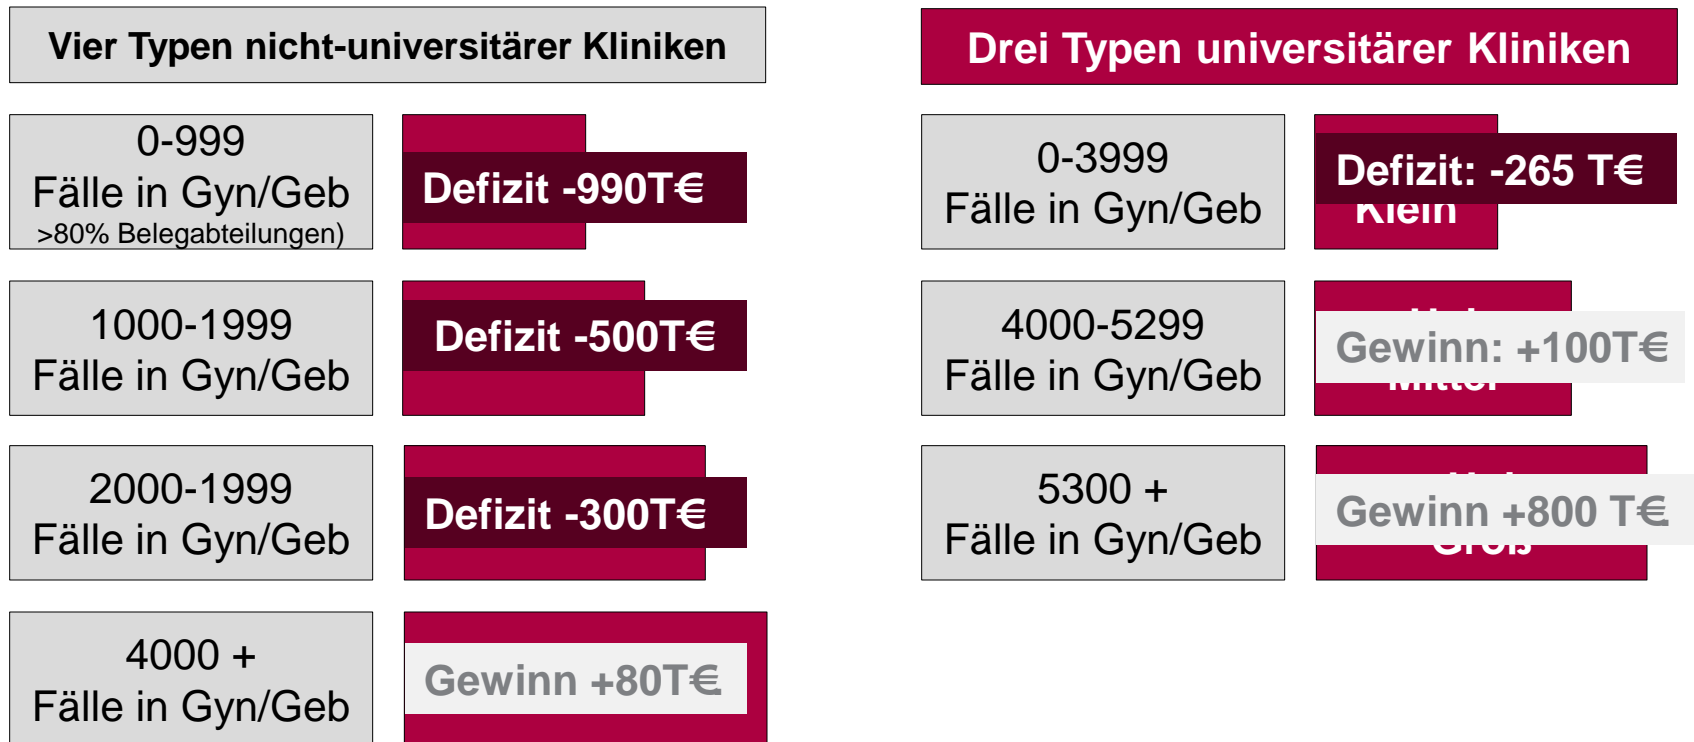 Vier Typen nicht-universitärer Kliniken
0-999
Fälle in Gyn/Geb
>80% Belegabteilungen)
Defizit -990T€
1000-1999
Fälle in Gyn/Geb
Defizit -500T€
2000-1999
Fälle in Gyn/Geb
Defizit -300T€
4000 +
Fälle in Gyn/Geb
Gewinn +80T€
Drei Typen universitärer Kliniken
0-3999
Fälle in Gyn/Geb
Defizit: -265 T€
Klein
4000-5299
Fälle in Gyn/Geb
Gewinn: +100T€
Mittel
5300 +
Fälle in Gyn/Geb
Gewinn +800 T€
Groß